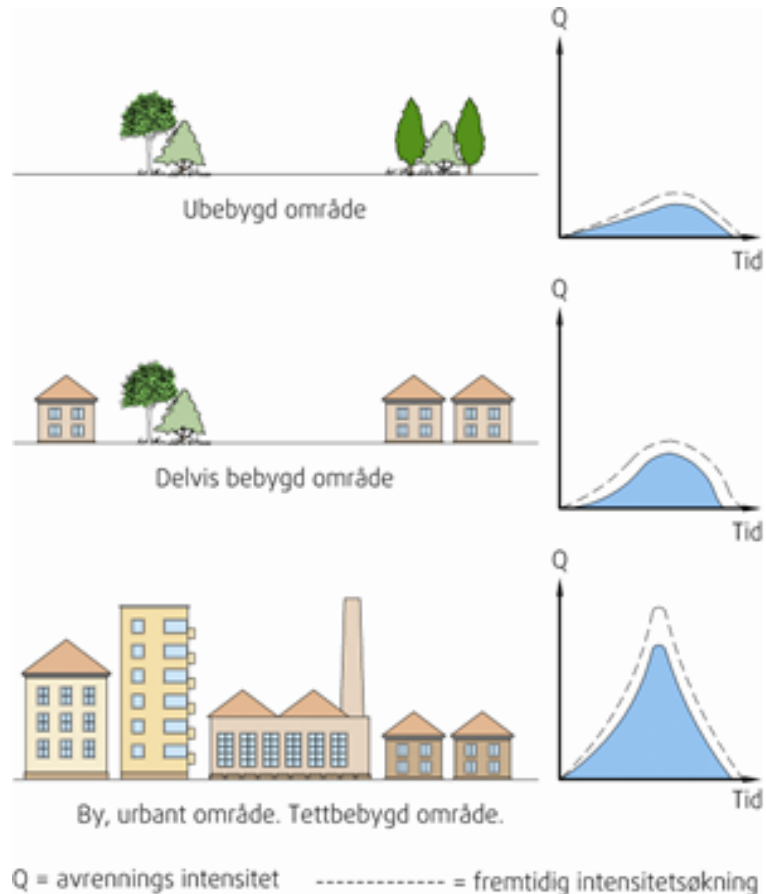 Q
Ubebygd område
Tid
Q
Delvis bebygd område
Tid
Q
By, urbant område. Tettbebygd område.
Tid
Q = avrennings intensitet ---------- = fremtidig intensitetsøkning